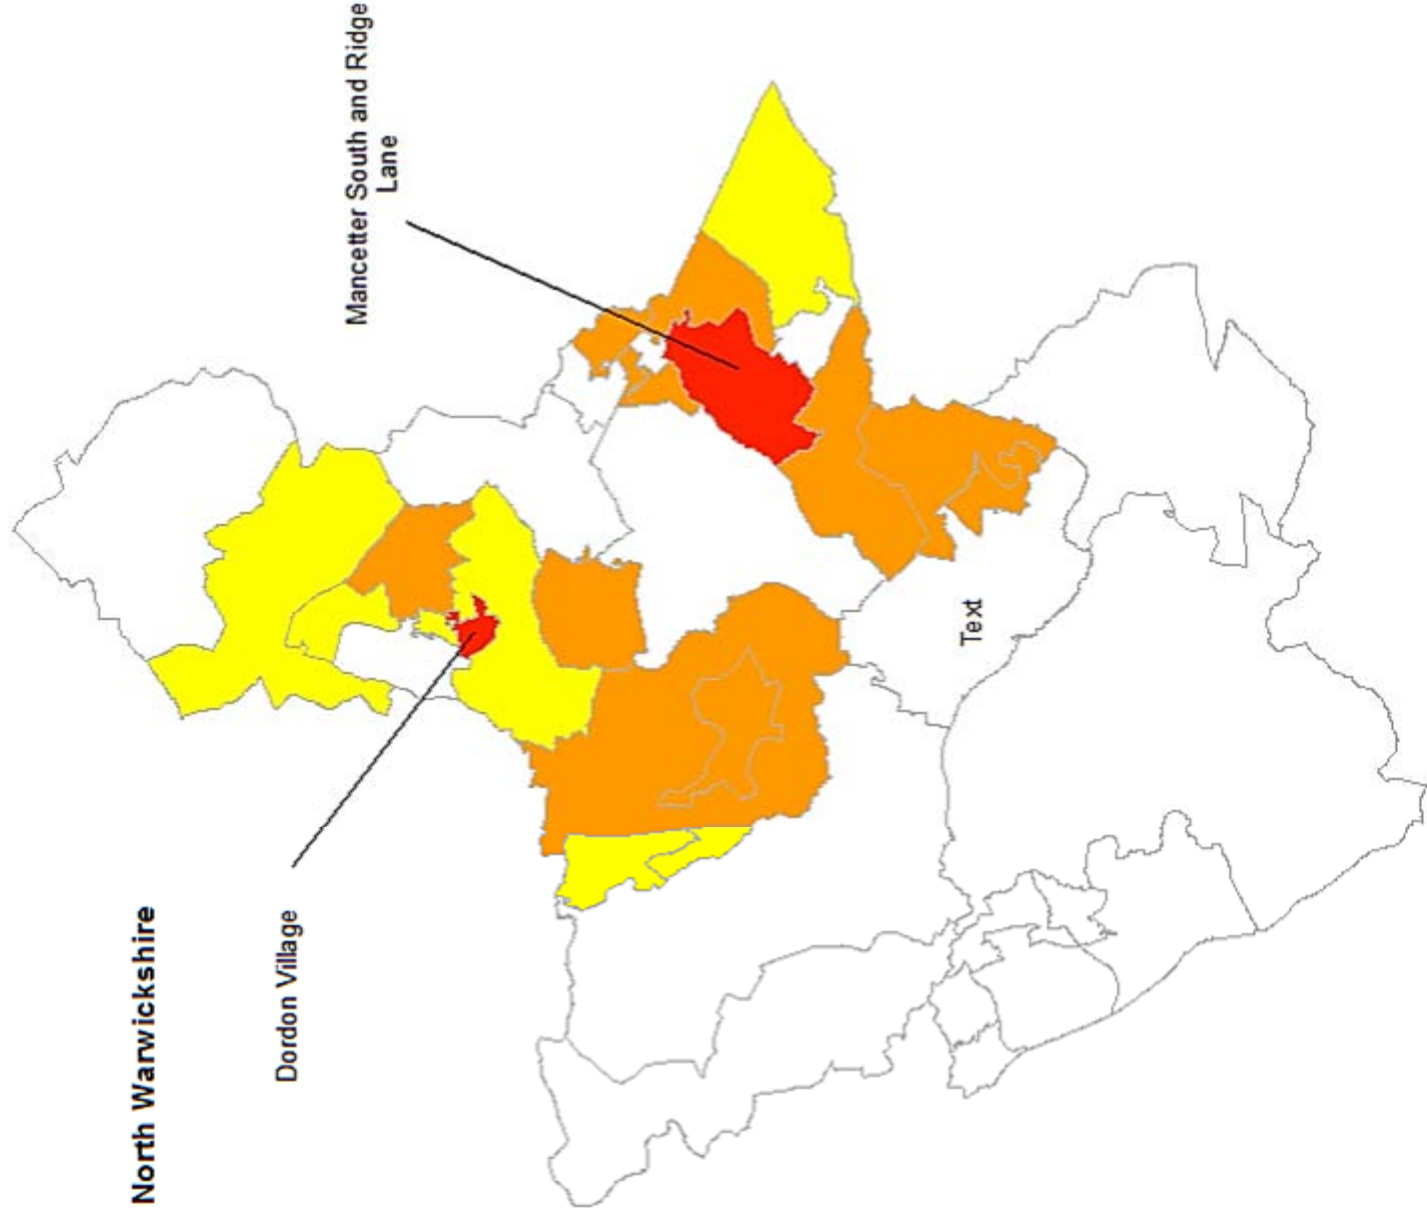 North Warwickshire
Dordon Village
Mancetter South and Ridge
Lane
Text